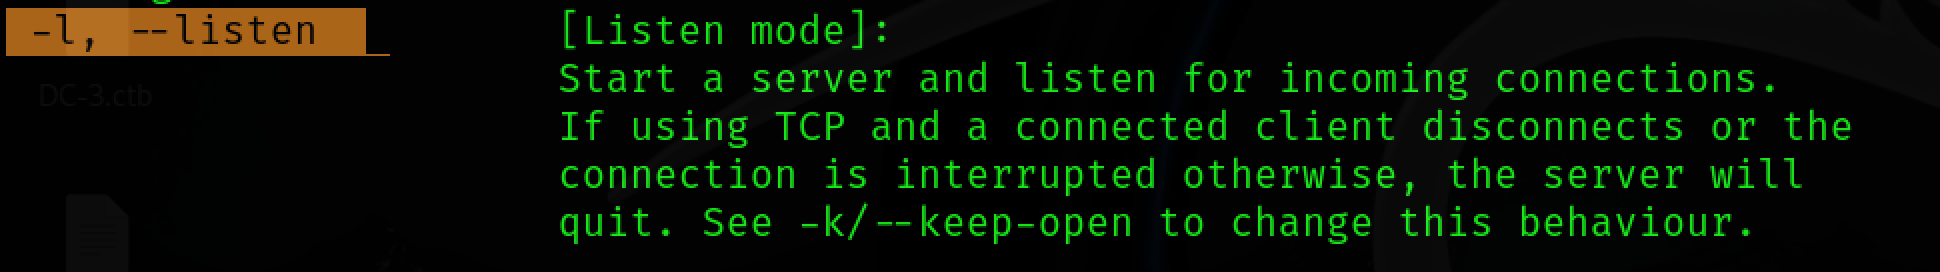 -l, --listen [Listen mode]:
Start a server and listen for incoming connections.
If using TCP and a connected client disconnects or the
connection is interrupted otherwise, the server will
quit. See -k/--keep-open to change this behaviour.
DC-3.ctb